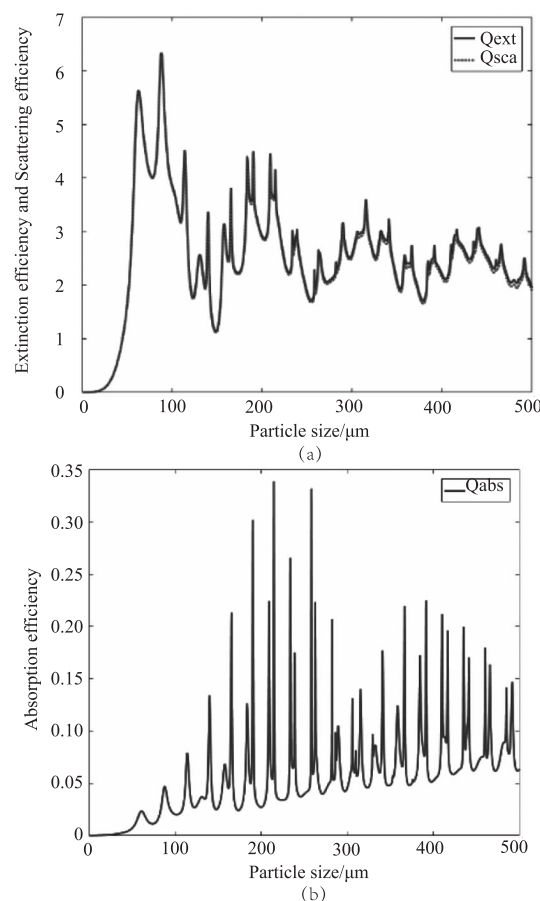 7
6
5
4
3
2
1
0
Extinction efficiency and Scattering efficiency
Qext
Qsca
0 100 200 300 400 500
Particle size/μm
(a)
0.35
0.30
0.25
0.20
0.15
0.10
0.05
0
Absorption efficiency
Qabs
0 100 200 300 400 500
Particle size/μm
(b)